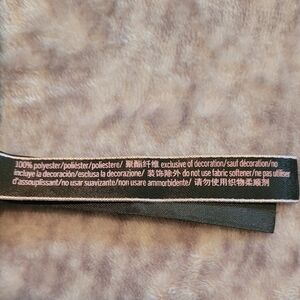 100% polyester/poliéster/poliestere/ 聚酯纤维 exclusive of decoration/sauf décoration/no
incluye la decoración/esclusa la decorazione/ 装饰除外 do not use fabric softener/ne pas utiliser
d'assouplissant/no usar suavizante/non usare ammorbidente/ 请勿使用织物柔顺剂